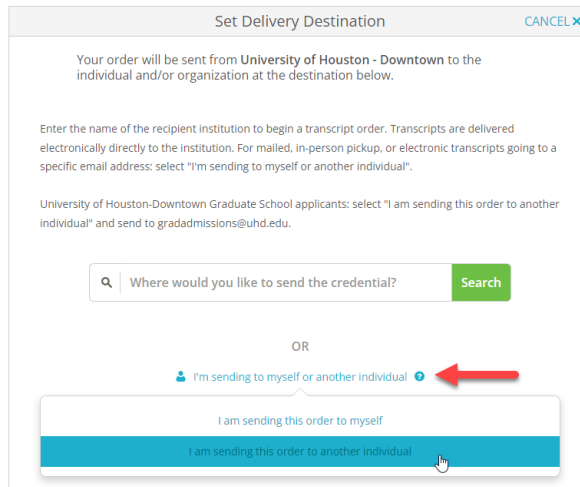 Set Delivery Destination
CANCEL ×
Your order will be sent from University of Houston - Downtown to the
individual and/or organization at the destination below.
Enter the name of the recipient institution to begin a transcript order. Transcripts are delivered
electronically directly to the institution. For mailed, in-person pickup, or electronic transcripts going to a
specific email address: select "I'm sending to myself or another individual".
University of Houston-Downtown Graduate School applicants: select "I am sending this order to another
individual" and send to gradadmissions@uhd.edu.
Where would you like to send the credential?
Search
OR
I'm sending to myself or another individual ?
I am sending this order to myself
I am sending this order to another individual